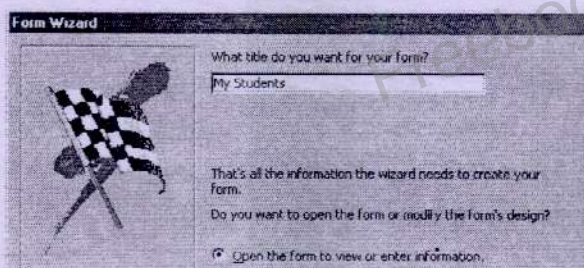 Form Wizard
What title do you want for your form?
My Students
That's all the information the wizard needs to create your
form.
Do you want to open the form or modify the form's design?
Open the form to view or enter information.